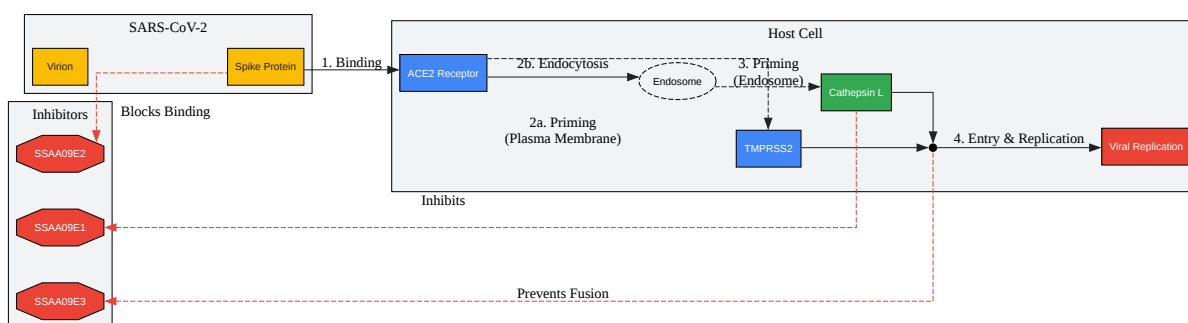 SARS-CoV-2
Virion
Spike Protein
1. Binding
Host Cell
ACE2 Receptor
2b. Endocytosis
Endosome
3. Priming
(Endosome)
Cathepsin L
2a. Priming
(Plasma Membrane)
TMPRSS2
4. Entry & Replication
Viral Replication
Inhibitors
Blocks Binding
SSAA09E2
Inhibits
SSAA09E1
Prevents Fusion
SSAA09E3